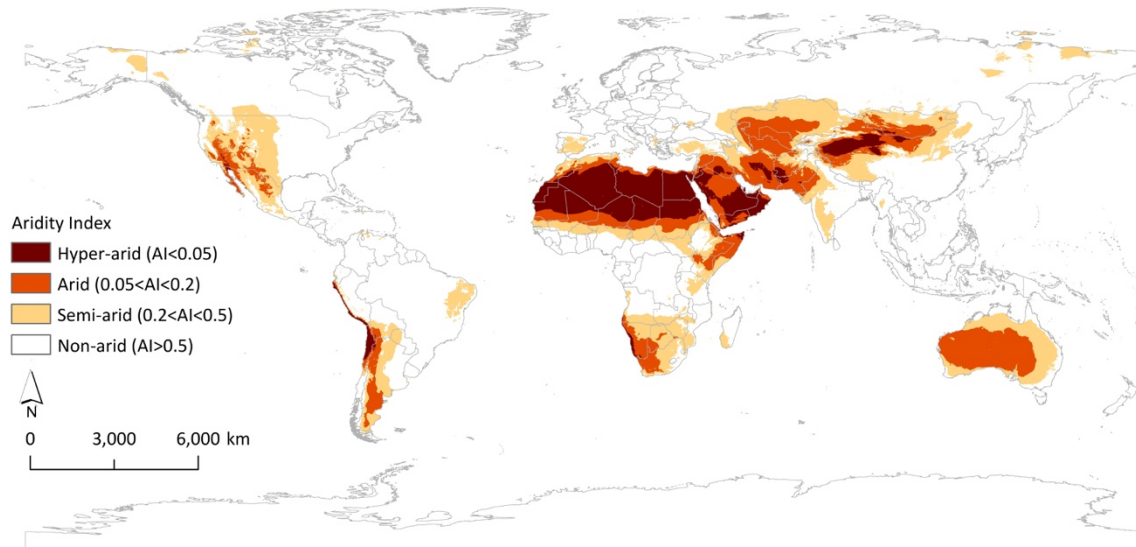 Aridity Index
Hyper-arid (AI<0.05)
Arid (0.05<AI<0.2)
Semi-arid (0.2<AI<0.5)
Non-arid (AI>0.5)
N
0 3,000 6,000 km